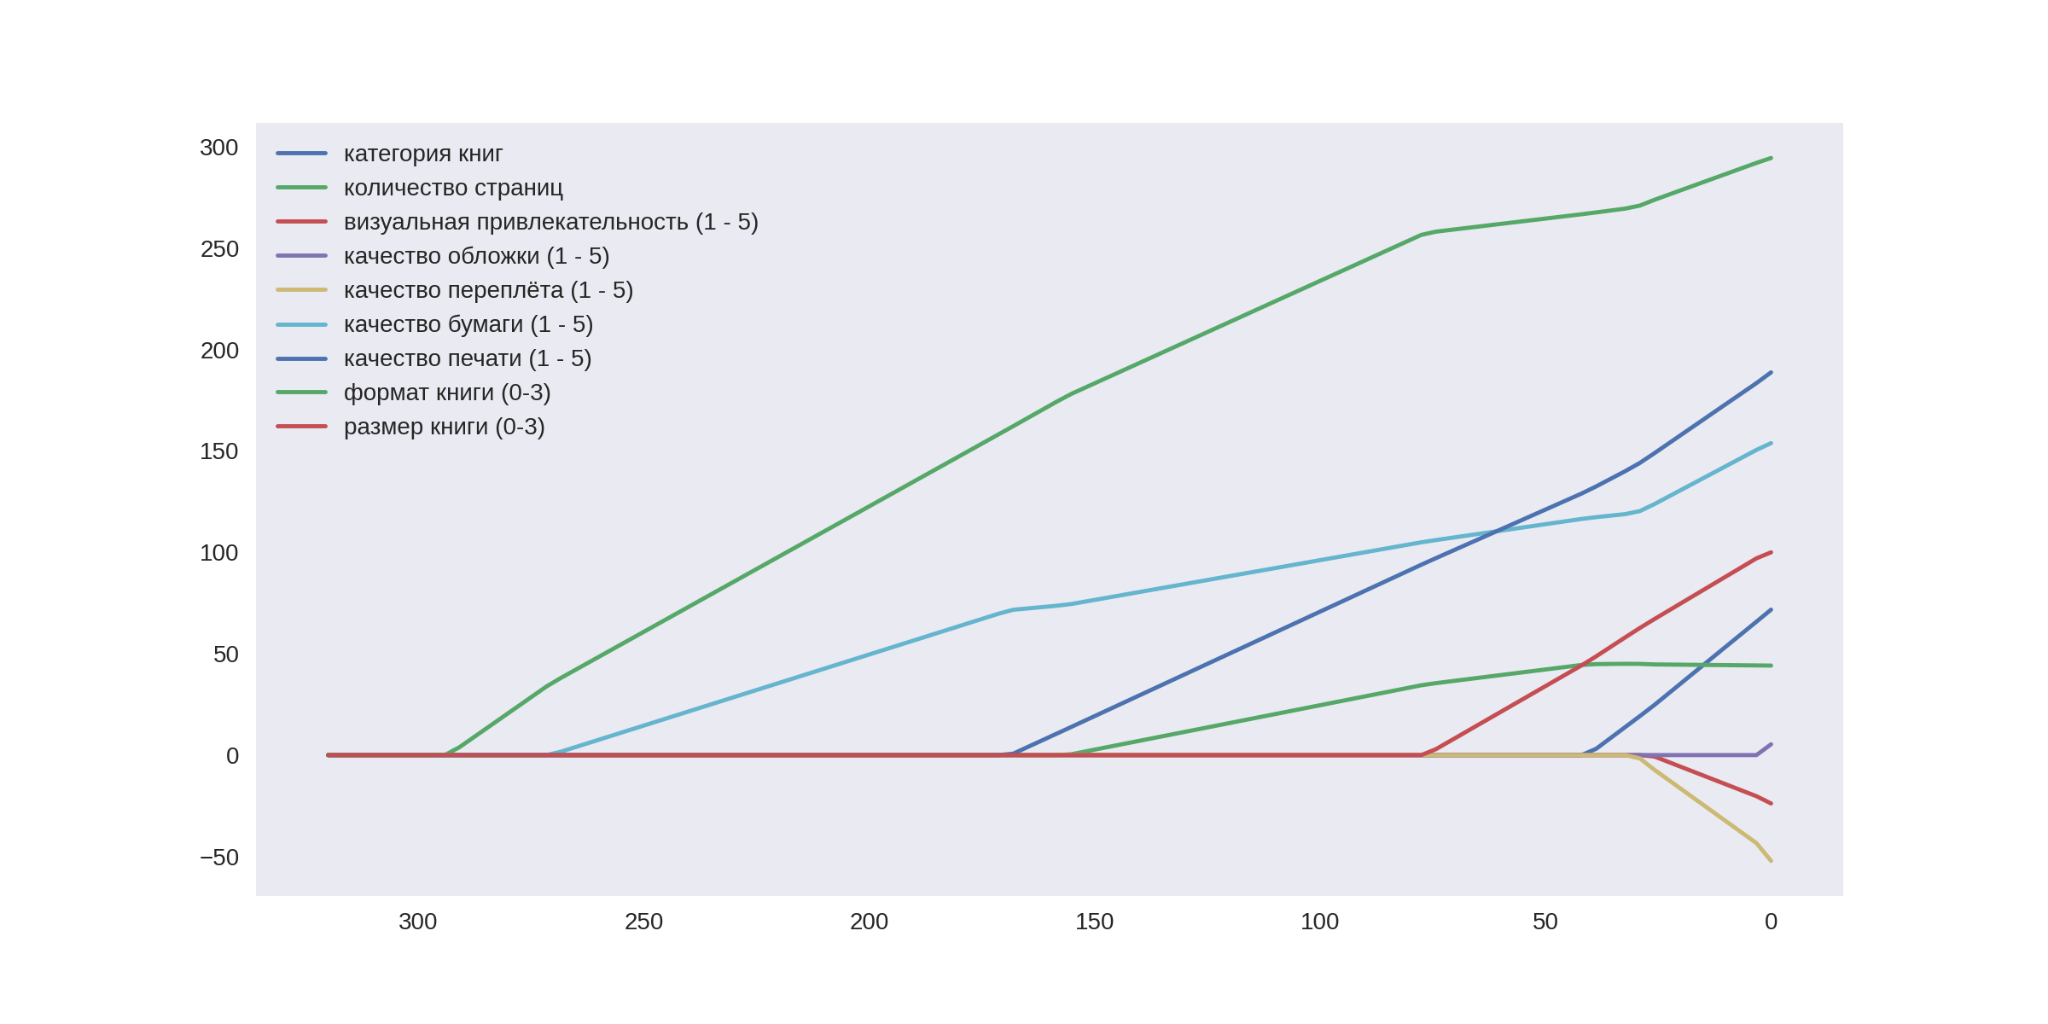 300
250
200
150
100
50
0
−50
категория книг
количество страниц
визуальная привлекательность (1 - 5)
качество обложки (1 - 5)
качество переплёта (1 - 5)
качество бумаги (1 - 5)
качество печати (1 - 5)
формат книги (0-3)
размер книги (0-3)
300 250 200 150 100 50 0